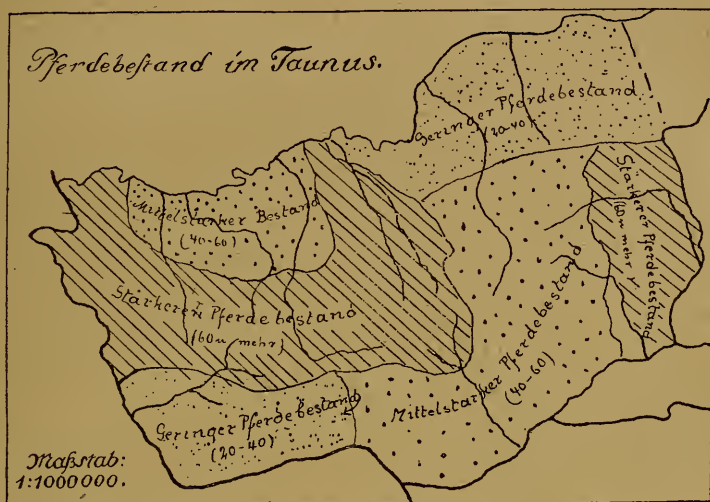 Pferdebestand im Taunus.
Geringer Pferdebestand
(20-40)
Stärkerer Pferdebestand
(60 u mehr)
Mittelstarker Bestand
(40-60)
Stärkerer Pferdebestand
(60 u mehr)
Mittelstarker Pferdebestand
(40-60)
Geringer Pferdebestand
(20-40)
Maßstab:
1:1000000.